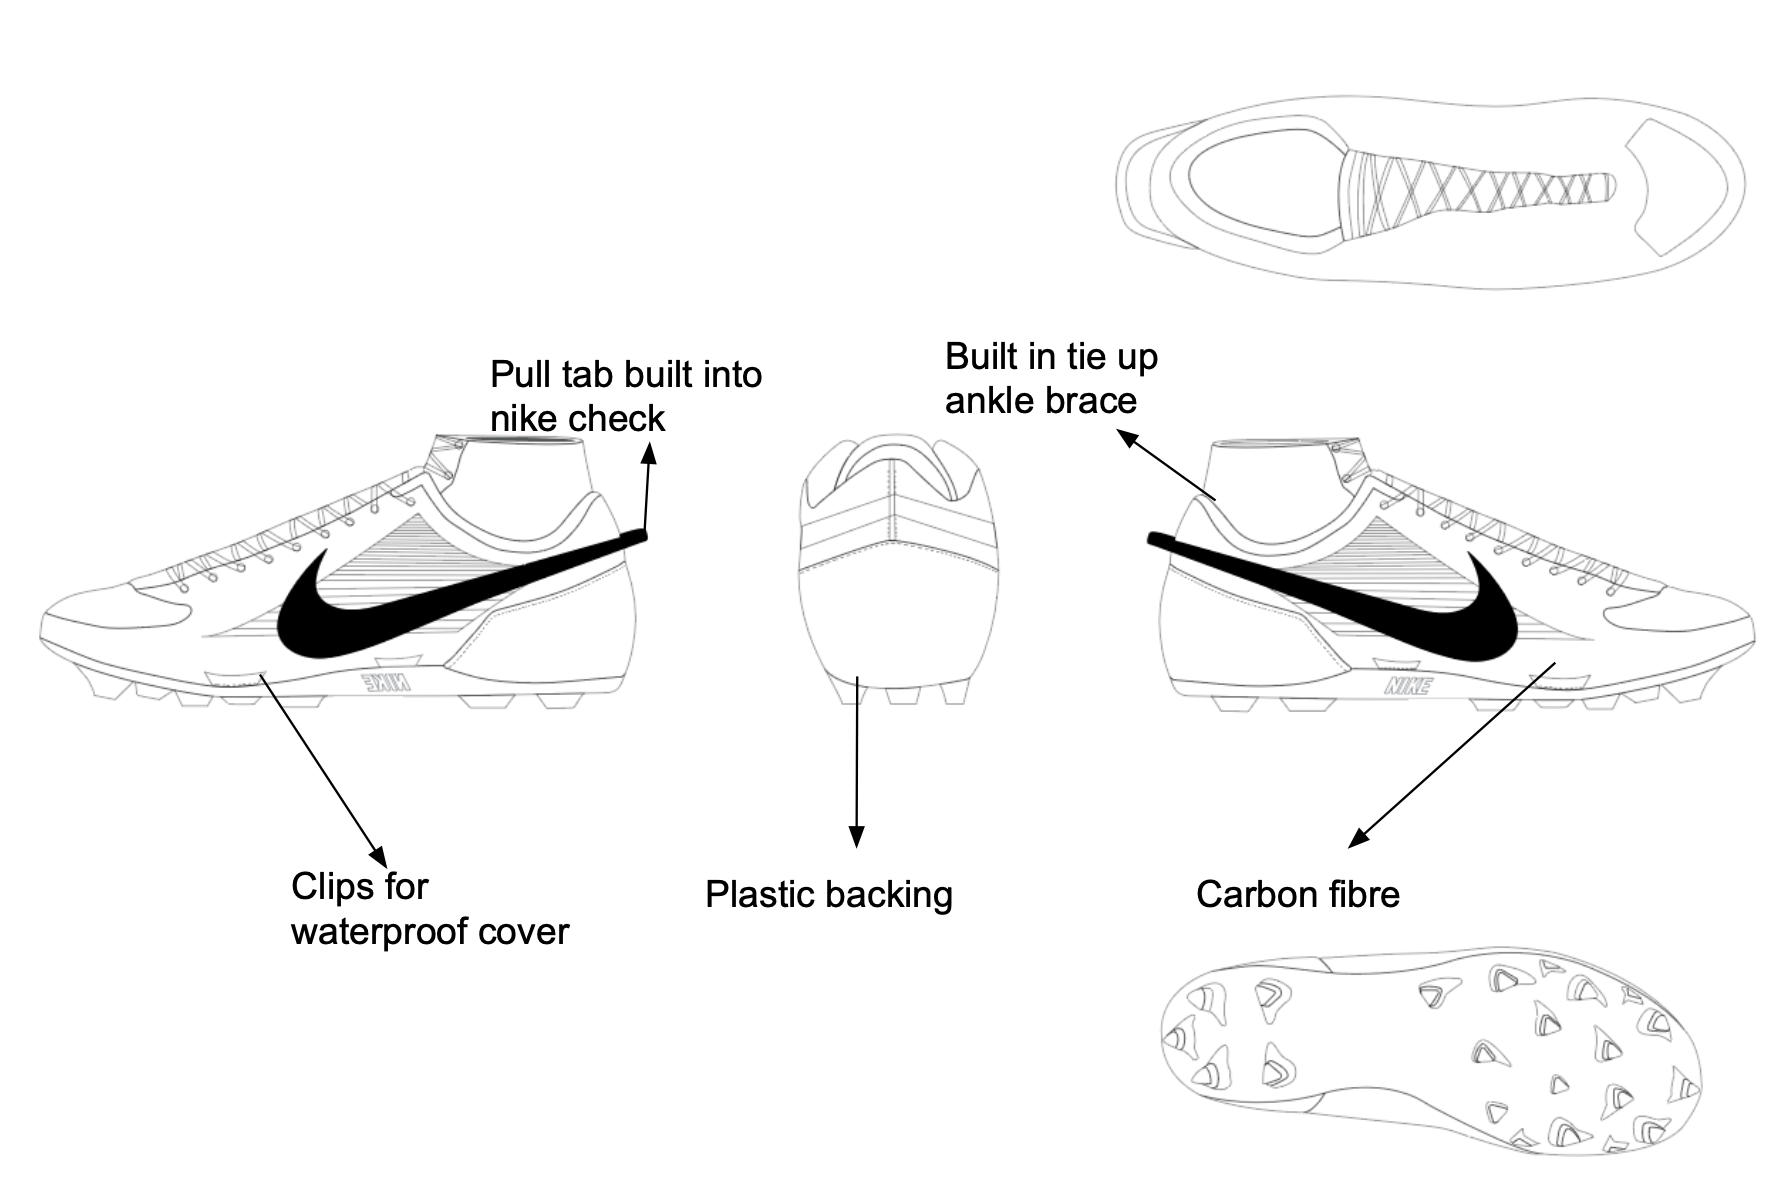 Built in tie up
ankle brace
Pull tab built into
nike check
NIKE
NIKE
Clips for
waterproof cover
Plastic backing
Carbon fibre